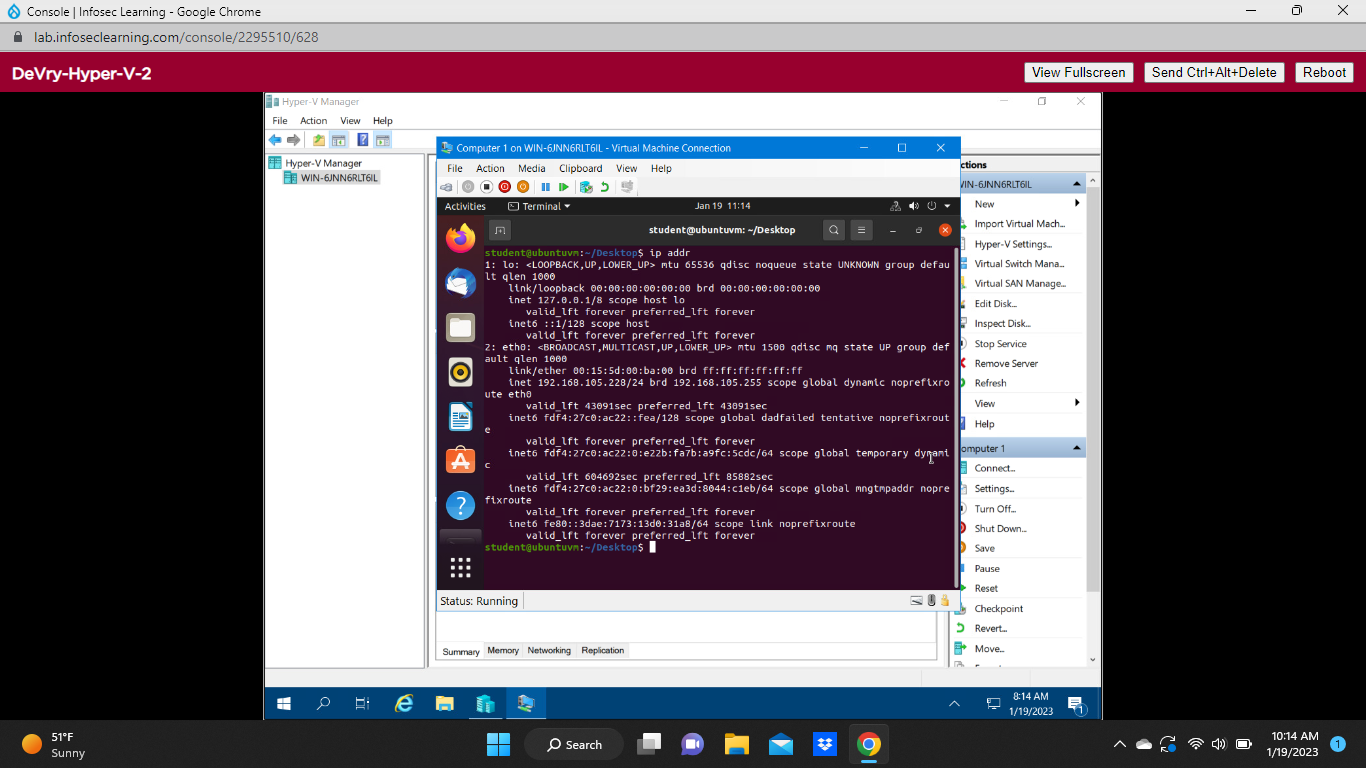 Console | Infosec Learning - Google Chrome
lab.infoseclearning.com/console/2295510/628
DeVry-Hyper-V-2
View Fullscreen
Send Ctrl+Alt+Delete
Reboot
Hyper-V Manager
File Action View Help
Hyper-V Manager
WIN-6JNN6RLT6IL
Computer 1 on WIN-6JNN6RLT6IL - Virtual Machine Connection
File Action Media Clipboard View Help
Activities
Terminal
Jan 19 11:14
student@ubuntuvm: ~/Desktop
student@ubuntuvm:~/Desktop$ ip addr
1: lo: <LOOPBACK,UP,LOWER_UP> mtu 65536 qdisc noqueue state UNKNOWN group defau
lt qlen 1000
link/loopback 00:00:00:00:00:00 brd 00:00:00:00:00:00
inet 127.0.0.1/8 scope host lo
valid_lft forever preferred_lft forever
inet6 ::1/128 scope host
valid_lft forever preferred_lft forever
2: eth0: <BROADCAST,MULTICAST,UP,LOWER_UP> mtu 1500 qdisc mq state UP group def
ault qlen 1000
link/ether 00:15:5d:00:ba:00 brd ff:ff:ff:ff:ff:ff
inet 192.168.105.228/24 brd 192.168.105.255 scope global dynamic noprefixro
ute eth0
valid_lft 43091sec preferred_lft 43091sec
inet6 fdf4:27c0:ac22::fea/128 scope global dadfailed tentative noprefixrout
e
valid_lft forever preferred_lft forever
inet6 fdf4:27c0:ac22:0:e22b:fa7b:a9fc:5cdc/64 scope global temporary dynami
c
valid_lft 604692sec preferred_lft 85882sec
inet6 fdf4:27c0:ac22:0:bf29:ea3d:8044:c1eb/64 scope global mngtmpaddr nopre
fixroute
valid_lft forever preferred_lft forever
inet6 fe80::3dae:7173:13d0:31a8/64 scope link noprefixroute
valid_lft forever preferred_lft forever
student@ubuntuvm:~/Desktop$
Status: Running
Summary Memory Networking Replication
ctions
WIN-6JNN6RLT6IL
New
Import Virtual Mach...
Hyper-V Settings...
Virtual Switch Mana...
Virtual SAN Manage...
Edit Disk...
Inspect Disk...
Stop Service
Remove Server
Refresh
View
Help
omputer 1
Connect...
Settings...
Turn Off...
Shut Down...
Save
Pause
Reset
Checkpoint
Revert...
Move...
8:14 AM
1/19/2023
1
51°F
Sunny
Search
10:14 AM
1/19/2023
1